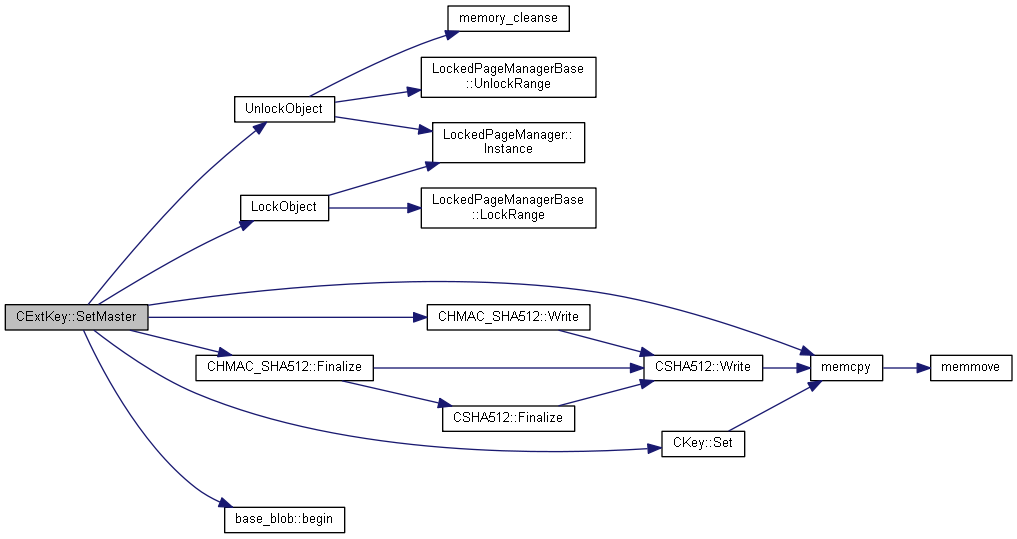 memory_cleanse
LockedPageManagerBase
::UnlockRange
UnlockObject
LockedPageManager::
Instance
LockObject
LockedPageManagerBase
::LockRange
CExtKey::SetMaster
CHMAC_SHA512::Write
CHMAC_SHA512::Finalize
CSHA512::Write
memcpy
memmove
CSHA512::Finalize
CKey::Set
base_blob::begin